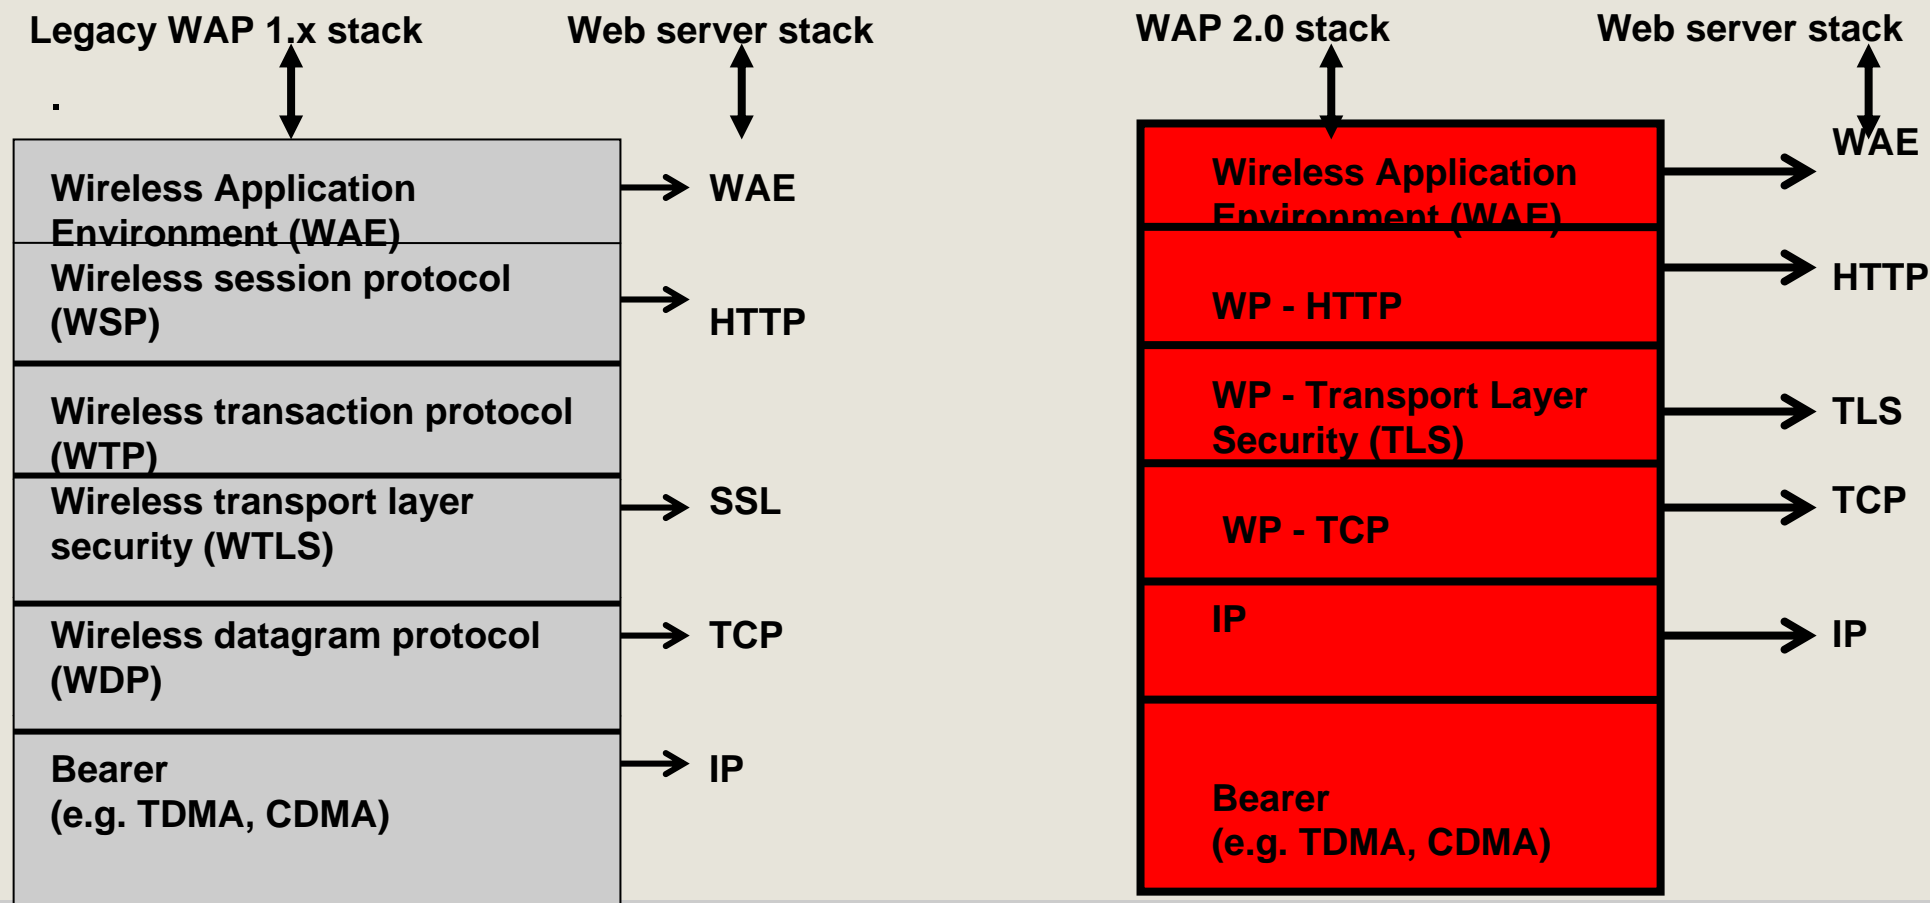 Legacy WAP 1.x stack
Web server stack
.
Wireless Application
Environment (WAE)
WAE
Wireless session protocol
(WSP)
HTTP
Wireless transaction protocol
(WTP)
Wireless transport layer
security (WTLS)
SSL
Wireless datagram protocol
(WDP)
TCP
Bearer
(e.g. TDMA, CDMA)
IP
WAP 2.0 stack
Web server stack
Wireless Application
Environment (WAE)
WAE
WP - HTTP
HTTP
WP - Transport Layer
Security (TLS)
TLS
WP - TCP
TCP
IP
IP
Bearer
(e.g. TDMA, CDMA)